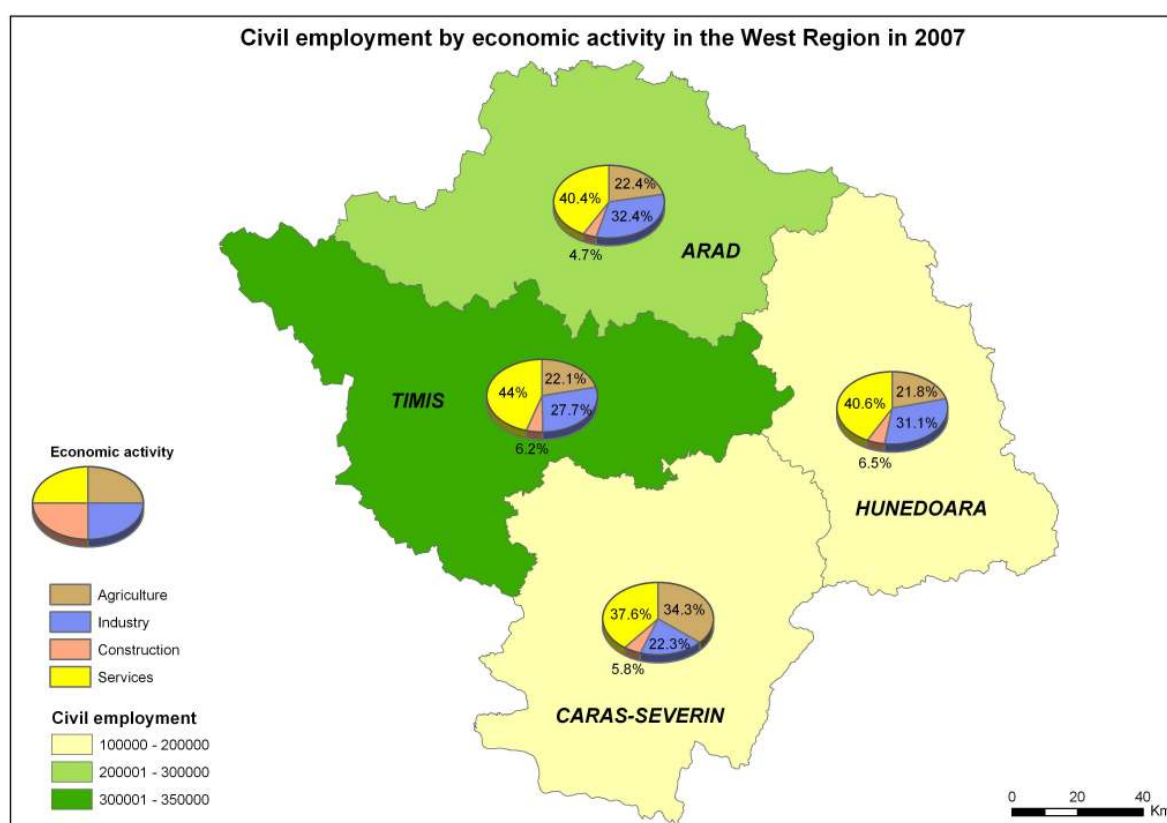 Civil employment by economic activity in the West Region in 2007
40.4%
22.4%
32.4%
4.7%
ARAD
TIMIS
44%
22.1%
27.7%
6.2%
40.6%
21.8%
31.1%
6.5%
HUNEDOARA
37.6%
34.3%
22.3%
5.8%
CARAS-SEVERIN
Economic activity
Agriculture
Industry
Construction
Services
Civil employment
100000 - 200000
200001 - 300000
300001 - 350000
0 20 40
Km